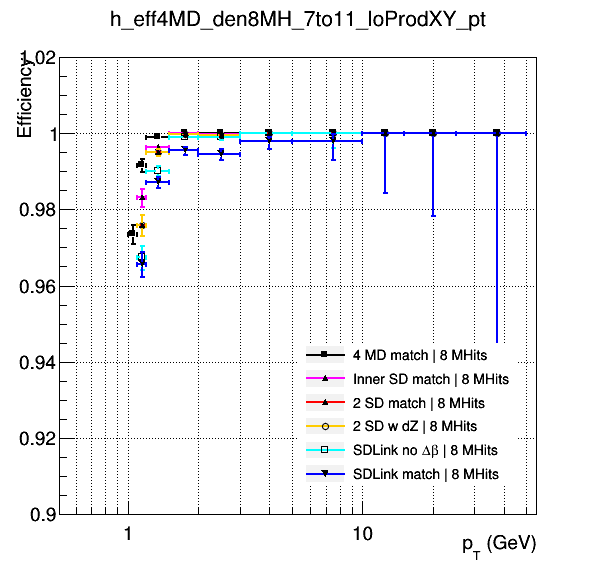 h_eff4MD_den8MH_7to11_loProdXY_pt
Efficiency
1.02
1
0.98
0.96
0.94
0.92
0.9
4 MD match | 8 MHits
Inner SD match | 8 MHits
2 SD match | 8 MHits
2 SD w dZ | 8 MHits
SDLink no Δβ | 8 MHits
SDLink match | 8 MHits
1
10
p_T (GeV)